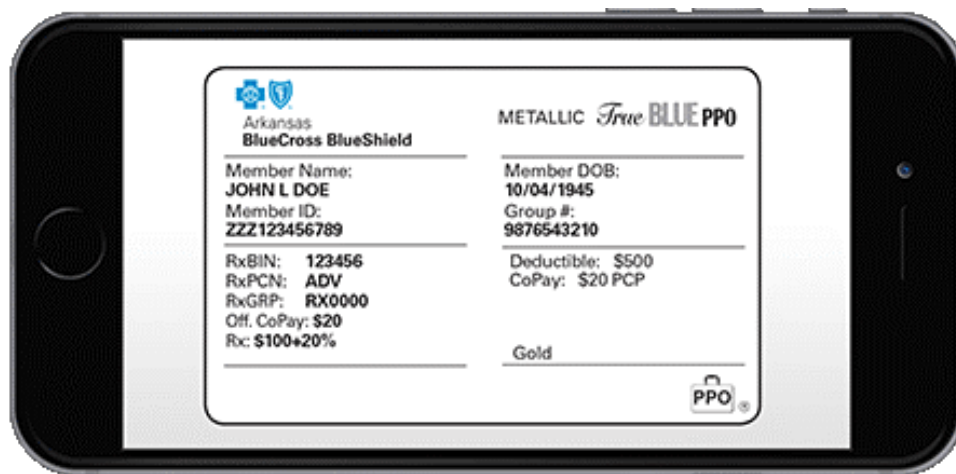 Arkansas
BlueCross BlueShield
METALLIC True BLUE PPO
Member Name:
JOHN L DOE
Member ID:
ZZZ123456789
Member DOB:
10/04/1945
Group #:
9876543210
RxBIN: 123456
RxPCN: ADV
RxGRP: RX0000
Off. CoPay: $20
Rx: $100+20%
Deductible: $500
CoPay: $20 PCP
Gold
PPO ®